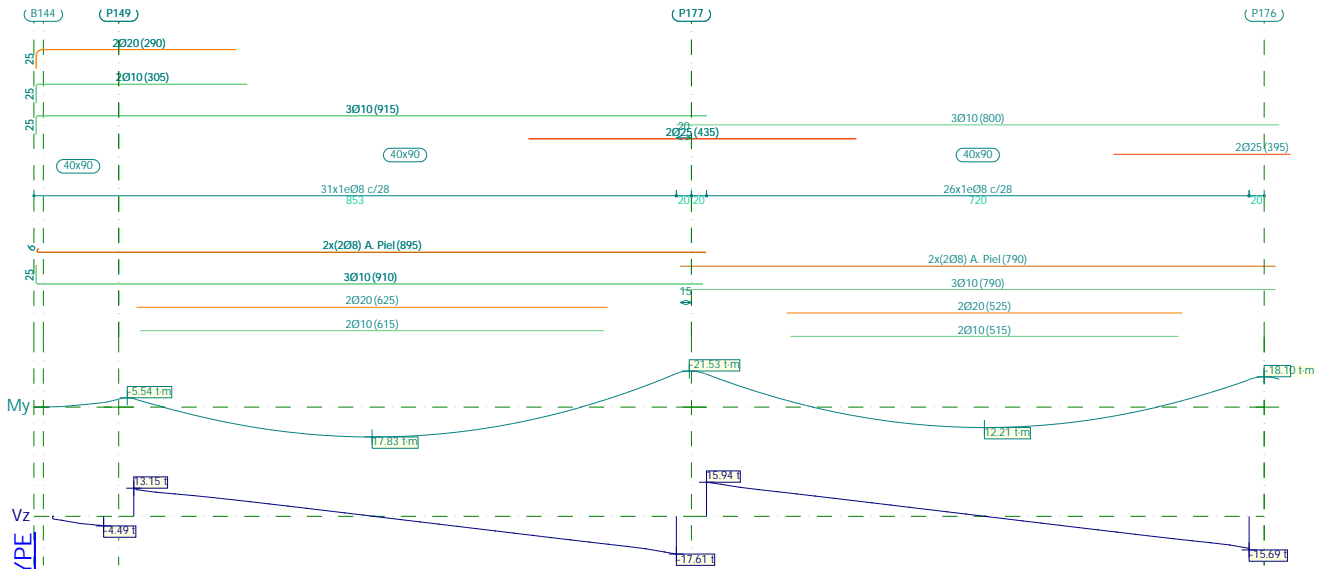 B144 P149 P177 P176
2Ø20(290)
25
2Ø10(305)
25
3Ø10(915)
25
3Ø10(800)
20
2Ø25(435)
2Ø25(395)
40x90 40x90 40x90
31x1eØ8 c/28 26x1eØ8 c/28
853 20 20 720 20
6
2x(2Ø8) A. Piel(895)
2x(2Ø8) A. Piel(790)
25
3Ø10(910)
3Ø10(790)
15
2Ø20(625)
2Ø20(525)
2Ø10(615)
2Ø10(515)
-21.53 t·m
-18.10 t·m
-5.54 t·m
My
12.21 t·m
17.83 t·m
13.15 t 15.94 t
Vz
-4.49 t
-15.69 t
-17.61 t
YPE